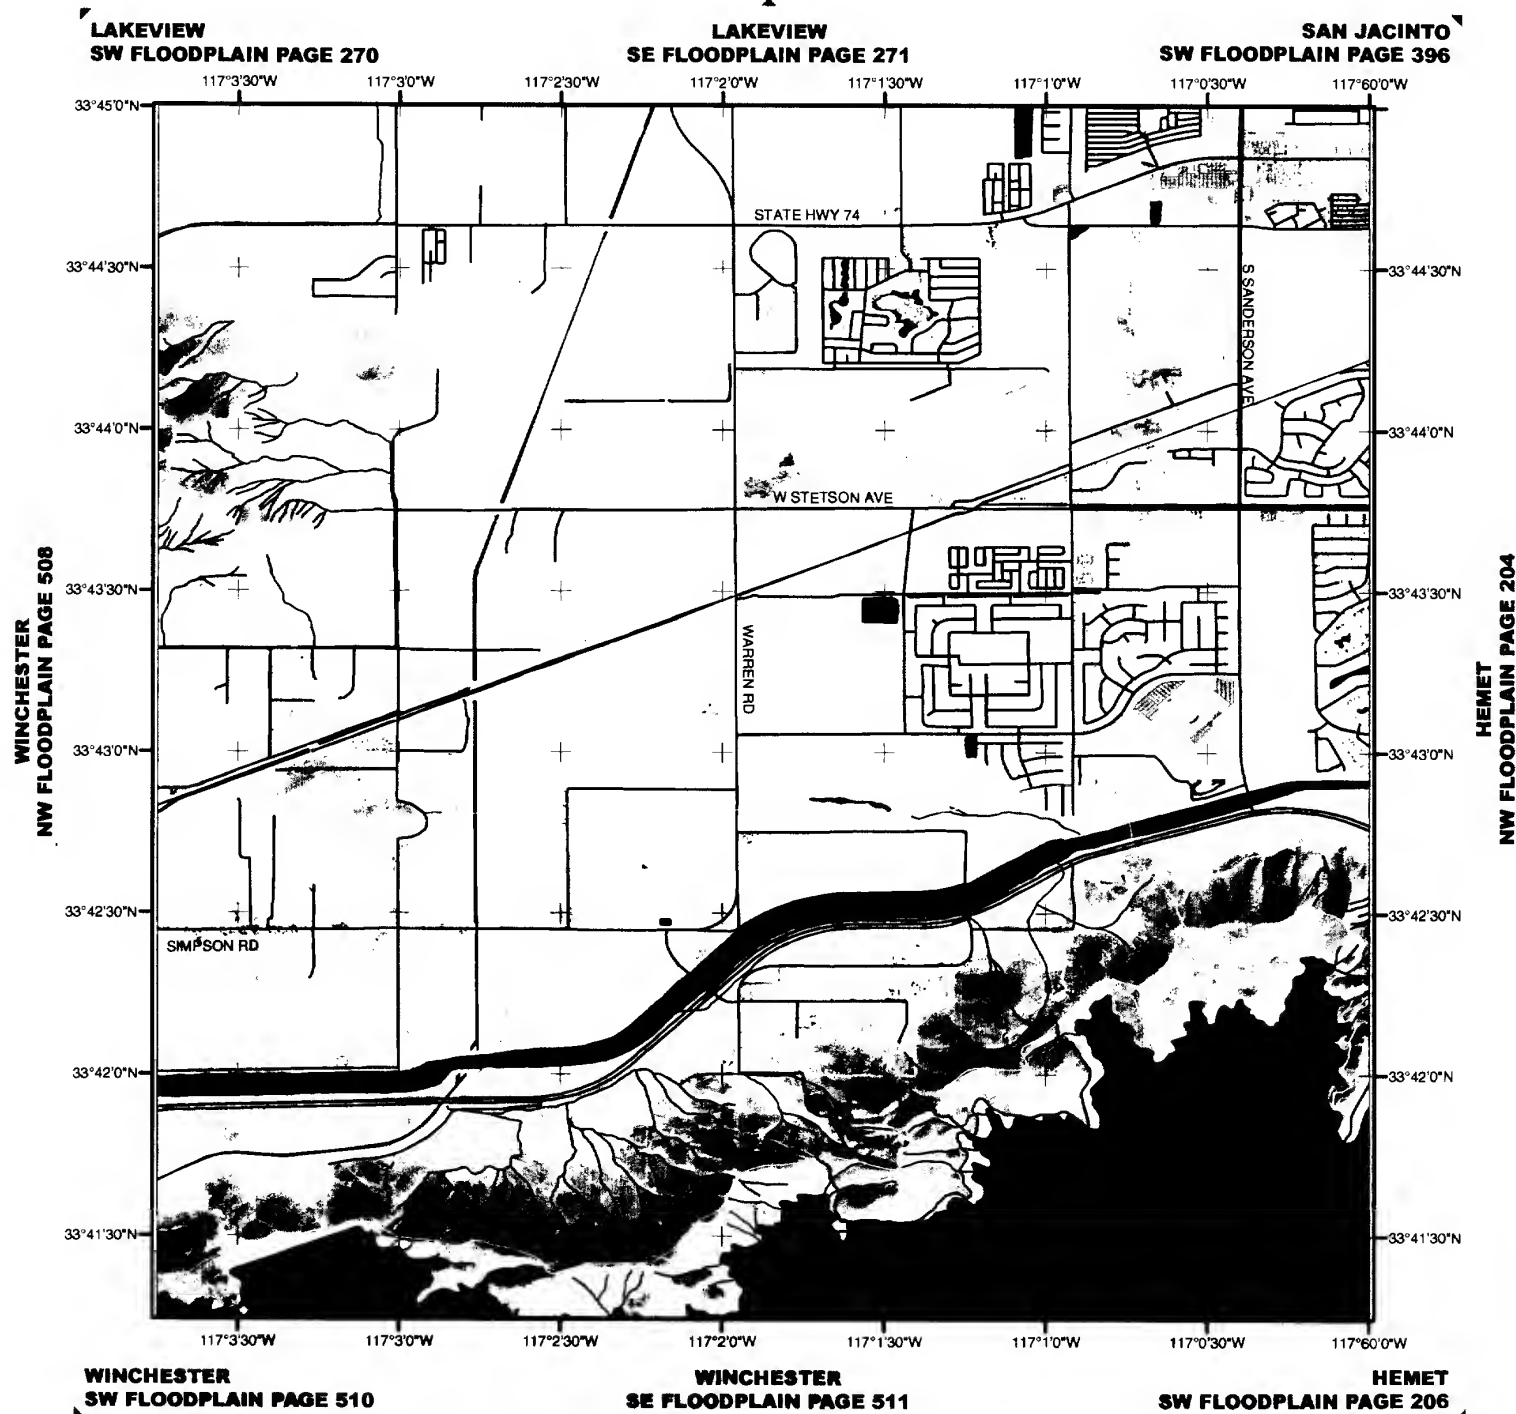 LAKEVIEW
SW FLOODPLAIN PAGE 270
LAKEVIEW
SE FLOODPLAIN PAGE 271
SAN JACINTO
SW FLOODPLAIN PAGE 396
117°3'30"W
117°3'0"W
117°2'30"W
117°2'0"W
117°1'30"W
117°1'0"W
117°0'30"W
117°60'0"W
33°45'0"N
STATE HWY 74
33°44'30"N
33°44'30"N
S SANDERSON AVE
33°44'0"N
33°44'0"N
W STETSON AVE
WINCHESTER
NW FLOODPLAIN PAGE 508
HEMET
NW FLOODPLAIN PAGE 204
33°43'30"N
33°43'30"N
WARREN RD
33°43'0"N
33°43'0"N
33°42'30"N
33°42'30"N
SIMPSON RD
33°42'0"N
33°42'0"N
33°41'30"N
33°41'30"N
117°3'30"W
117°3'0"W
117°2'30"W
117°2'0"W
117°1'30"W
117°1'0"W
117°0'30"W
117°60'0"W
WINCHESTER
SW FLOODPLAIN PAGE 510
WINCHESTER
SE FLOODPLAIN PAGE 511
HEMET
SW FLOODPLAIN PAGE 206